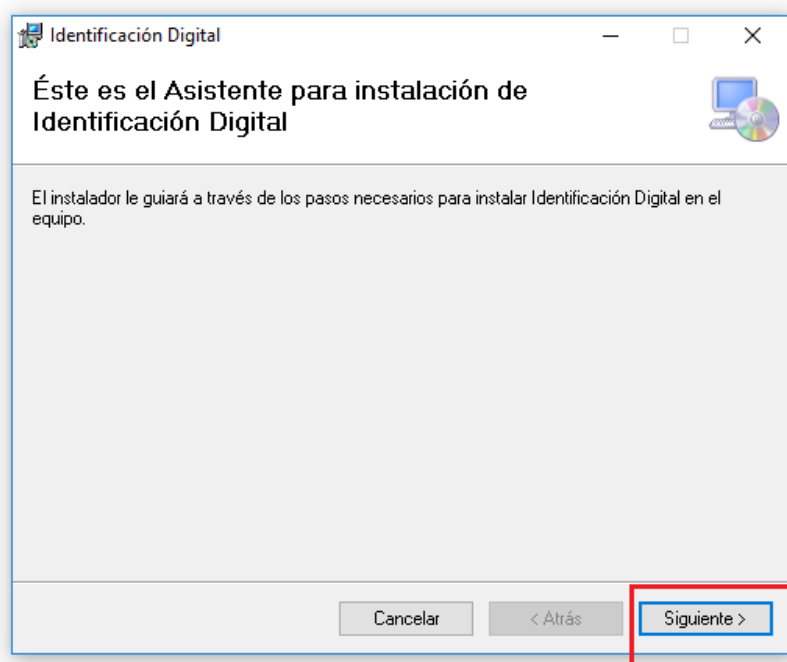 Identificación Digital
Éste es el Asistente para instalación de
Identificación Digital
El instalador le guiará a través de los pasos necesarios para instalar Identificación Digital en el
equipo.
Cancelar
< Atrás
Siguiente >